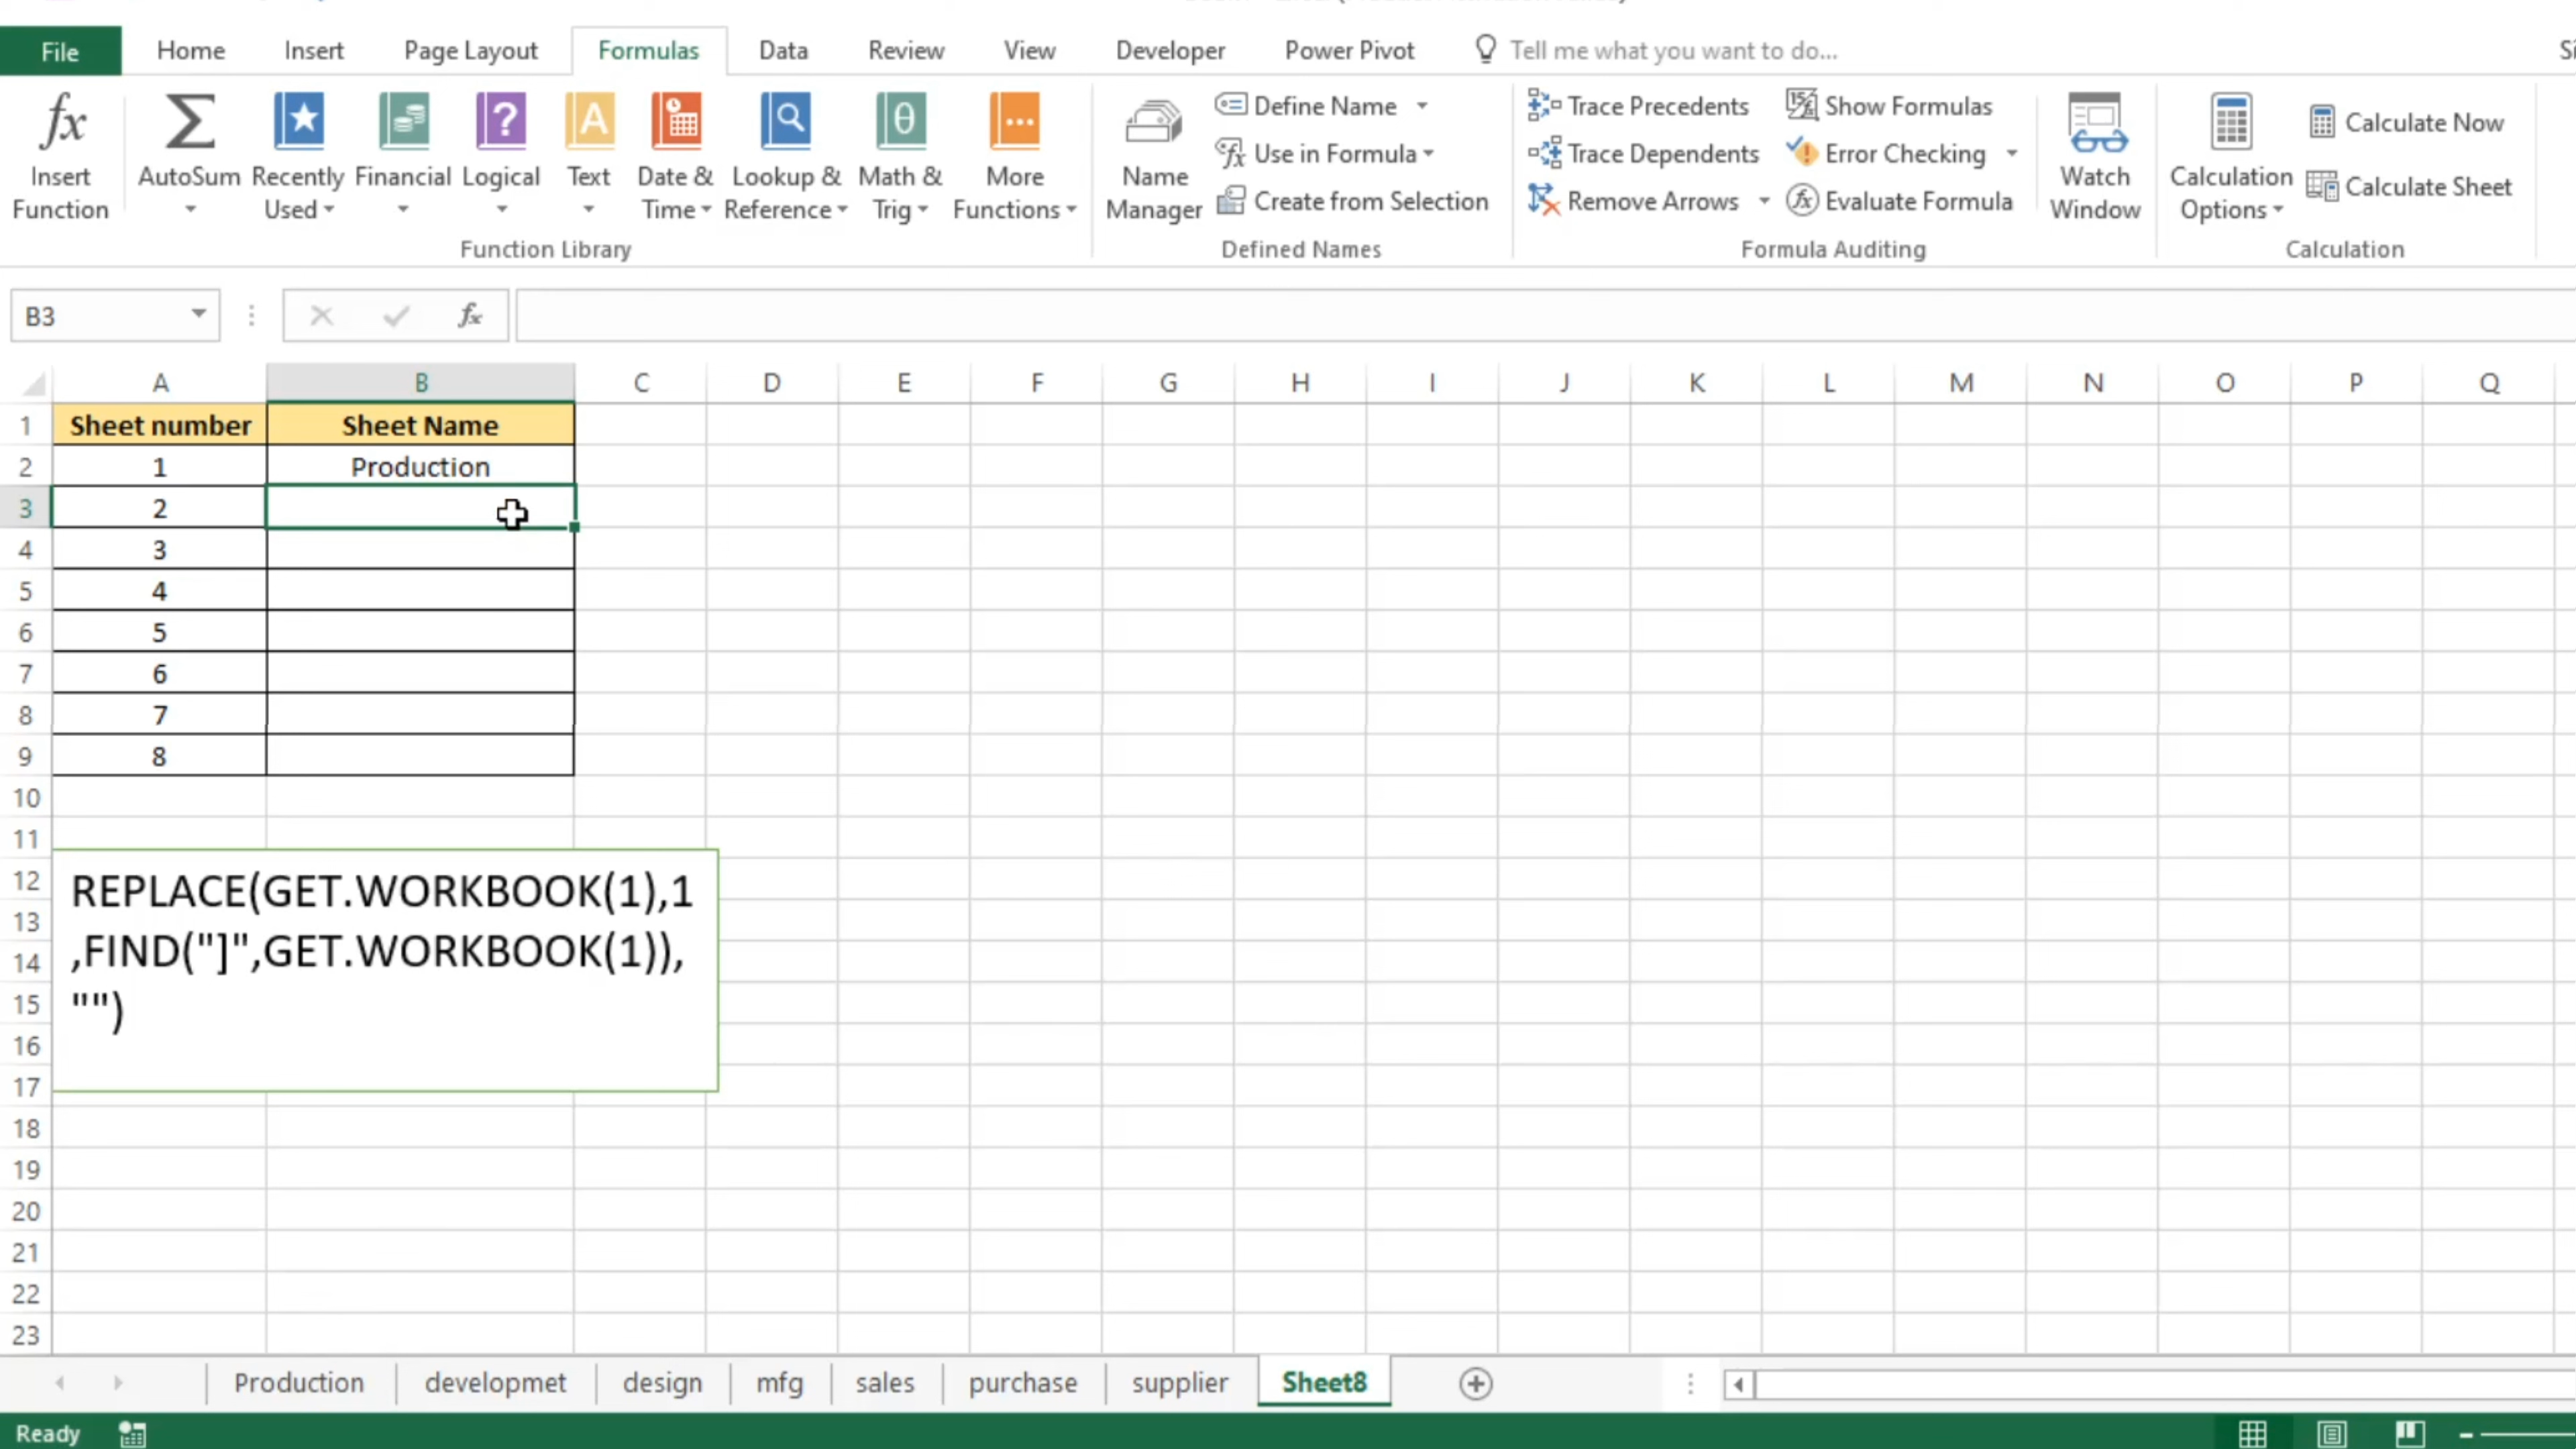 File Home Insert Page Layout Formulas Data Review View Developer Power Pivot Tell me what you want to do...
fx Insert Function
Σ AutoSum
Recently Used
Financial
Logical
A Text
Date & Time
Lookup & Reference
θ Math & Trig
More Functions
Function Library
Name Manager
Define Name
Use in Formula
Create from Selection
Defined Names
Trace Precedents
Trace Dependents
Remove Arrows
Show Formulas
Error Checking
Evaluate Formula
Formula Auditing
Watch Window
Calculation Options
Calculate Now
Calculate Sheet
Calculation
B3 fx
A B C D E F G H I J K L M N O P Q
1 Sheet number Sheet Name
2 1 Production
3 2
4 3
5 4
6 5
7 6
8 7
9 8
10
11
12
13
14
15
16
17
18
19
20
21
22
23
REPLACE(GET.WORKBOOK(1),1
,FIND("]",GET.WORKBOOK(1)),
"")
Production developmet design mfg sales purchase supplier Sheet8
Ready